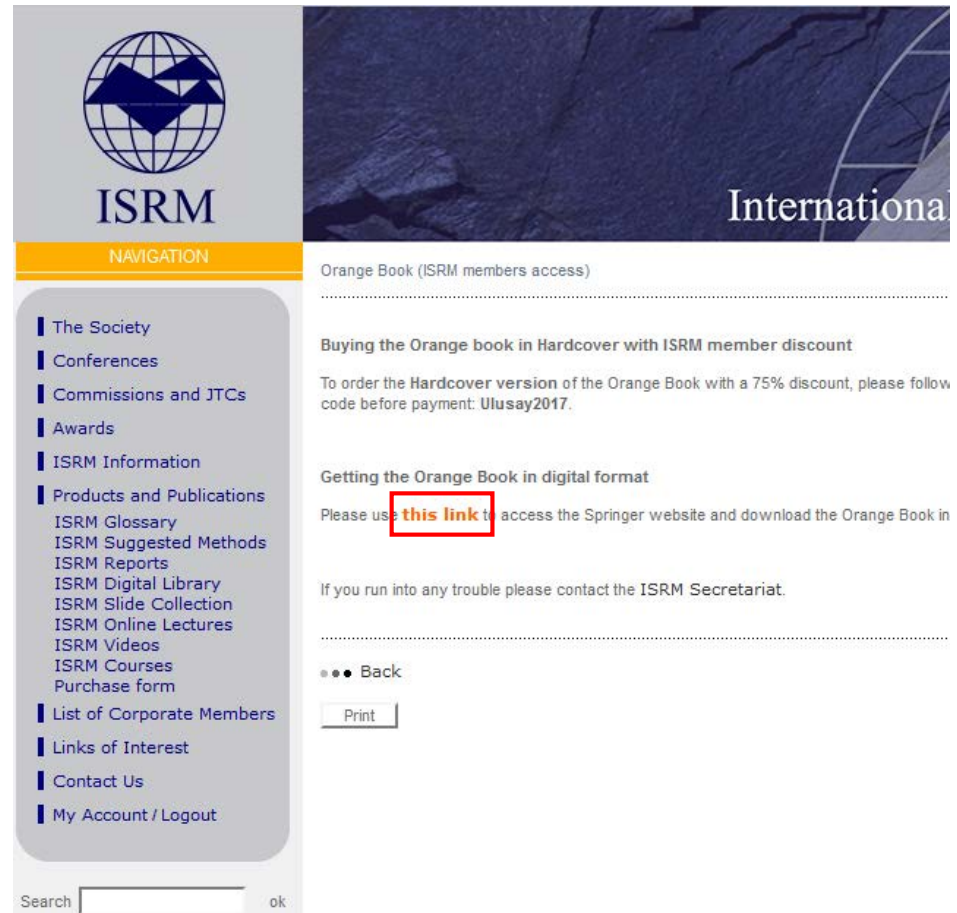 ISRM
Internationa
NAVIGATION
The Society
Conferences
Commissions and JTCs
Awards
ISRM Information
Products and Publications
ISRM Glossary
ISRM Suggested Methods
ISRM Reports
ISRM Digital Library
ISRM Slide Collection
ISRM Online Lectures
ISRM Videos
ISRM Courses
Purchase form
List of Corporate Members
Links of Interest
Contact Us
My Account / Logout
Search
ok
Orange Book (ISRM members access)
Buying the Orange book in Hardcover with ISRM member discount
To order the Hardcover version of the Orange Book with a 75% discount, please follow
code before payment: Ulusay2017.
Getting the Orange Book in digital format
Please use this link to access the Springer website and download the Orange Book in
If you run into any trouble please contact the ISRM Secretariat.
Back
Print